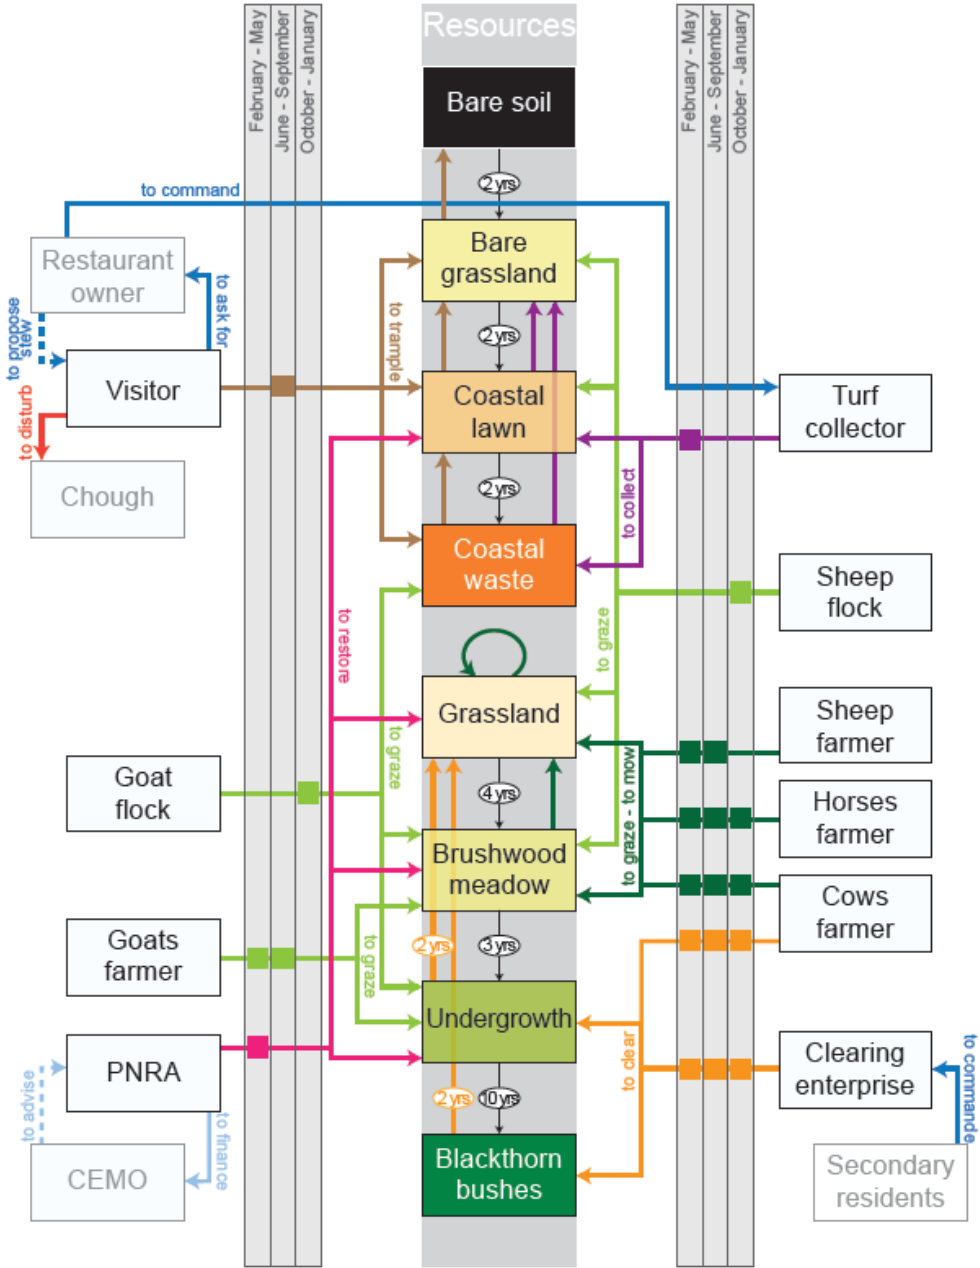 Resources
February - May
June - September
October - January
February - May
June - September
October - January
Bare soil
2 yrs
to command
Restaurant
owner
to ask for
to propose
stew
Visitor
to disturb
Chough
to trample
Bare
grassland
2 yrs
Coastal
lawn
2 yrs
Coastal
waste
Turf
collector
to collect
Sheep
flock
to graze
to restore
Grassland
Sheep
farmer
to graze - to mow
Goat
flock
to graze
4 yrs
Horses
farmer
Brushwood
meadow
Cows
farmer
Goats
farmer
to graze
2 yrs
3 yrs
Undergrowth
to clear
PNRA
to advise
to finance
CEMO
2 yrs
10 yrs
Clearing
enterprise
to commande
Blackthorn
bushes
Secondary
residents